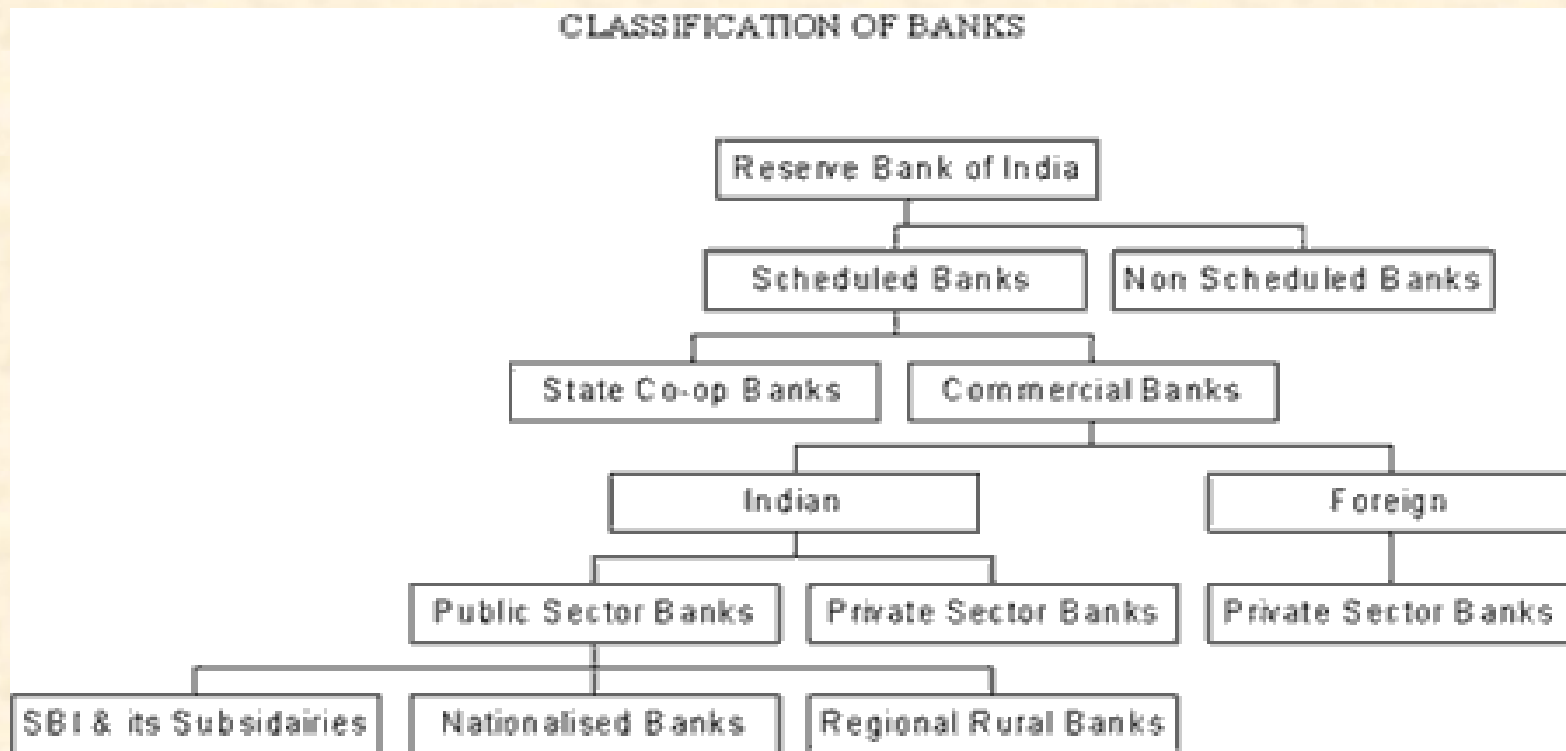 CLASSIFICATION OF BANKS
Reserve Bank of India
Scheduled Banks
Non Scheduled Banks
State Co-op Banks
Commercial Banks
Indian
Foreign
Public Sector Banks
Private Sector Banks
Private Sector Banks
SBI & its Subsidairies
Nationalised Banks
Regional Rural Banks